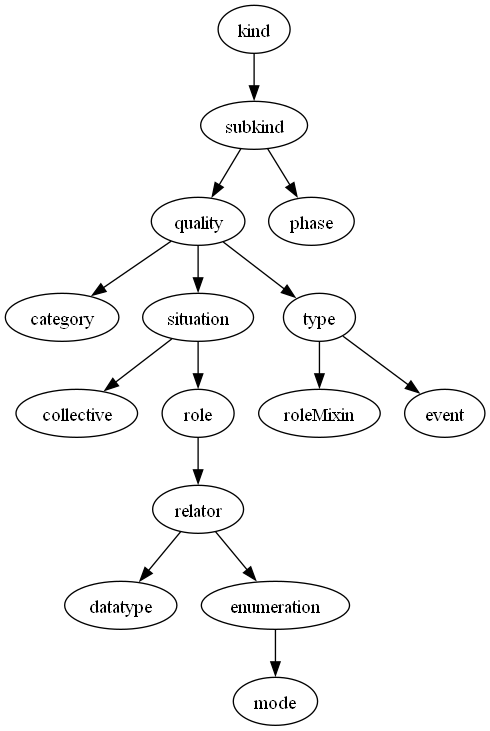 kind
subkind
quality
phase
category
situation
type
collective
role
roleMixin
event
relator
datatype
enumeration
mode